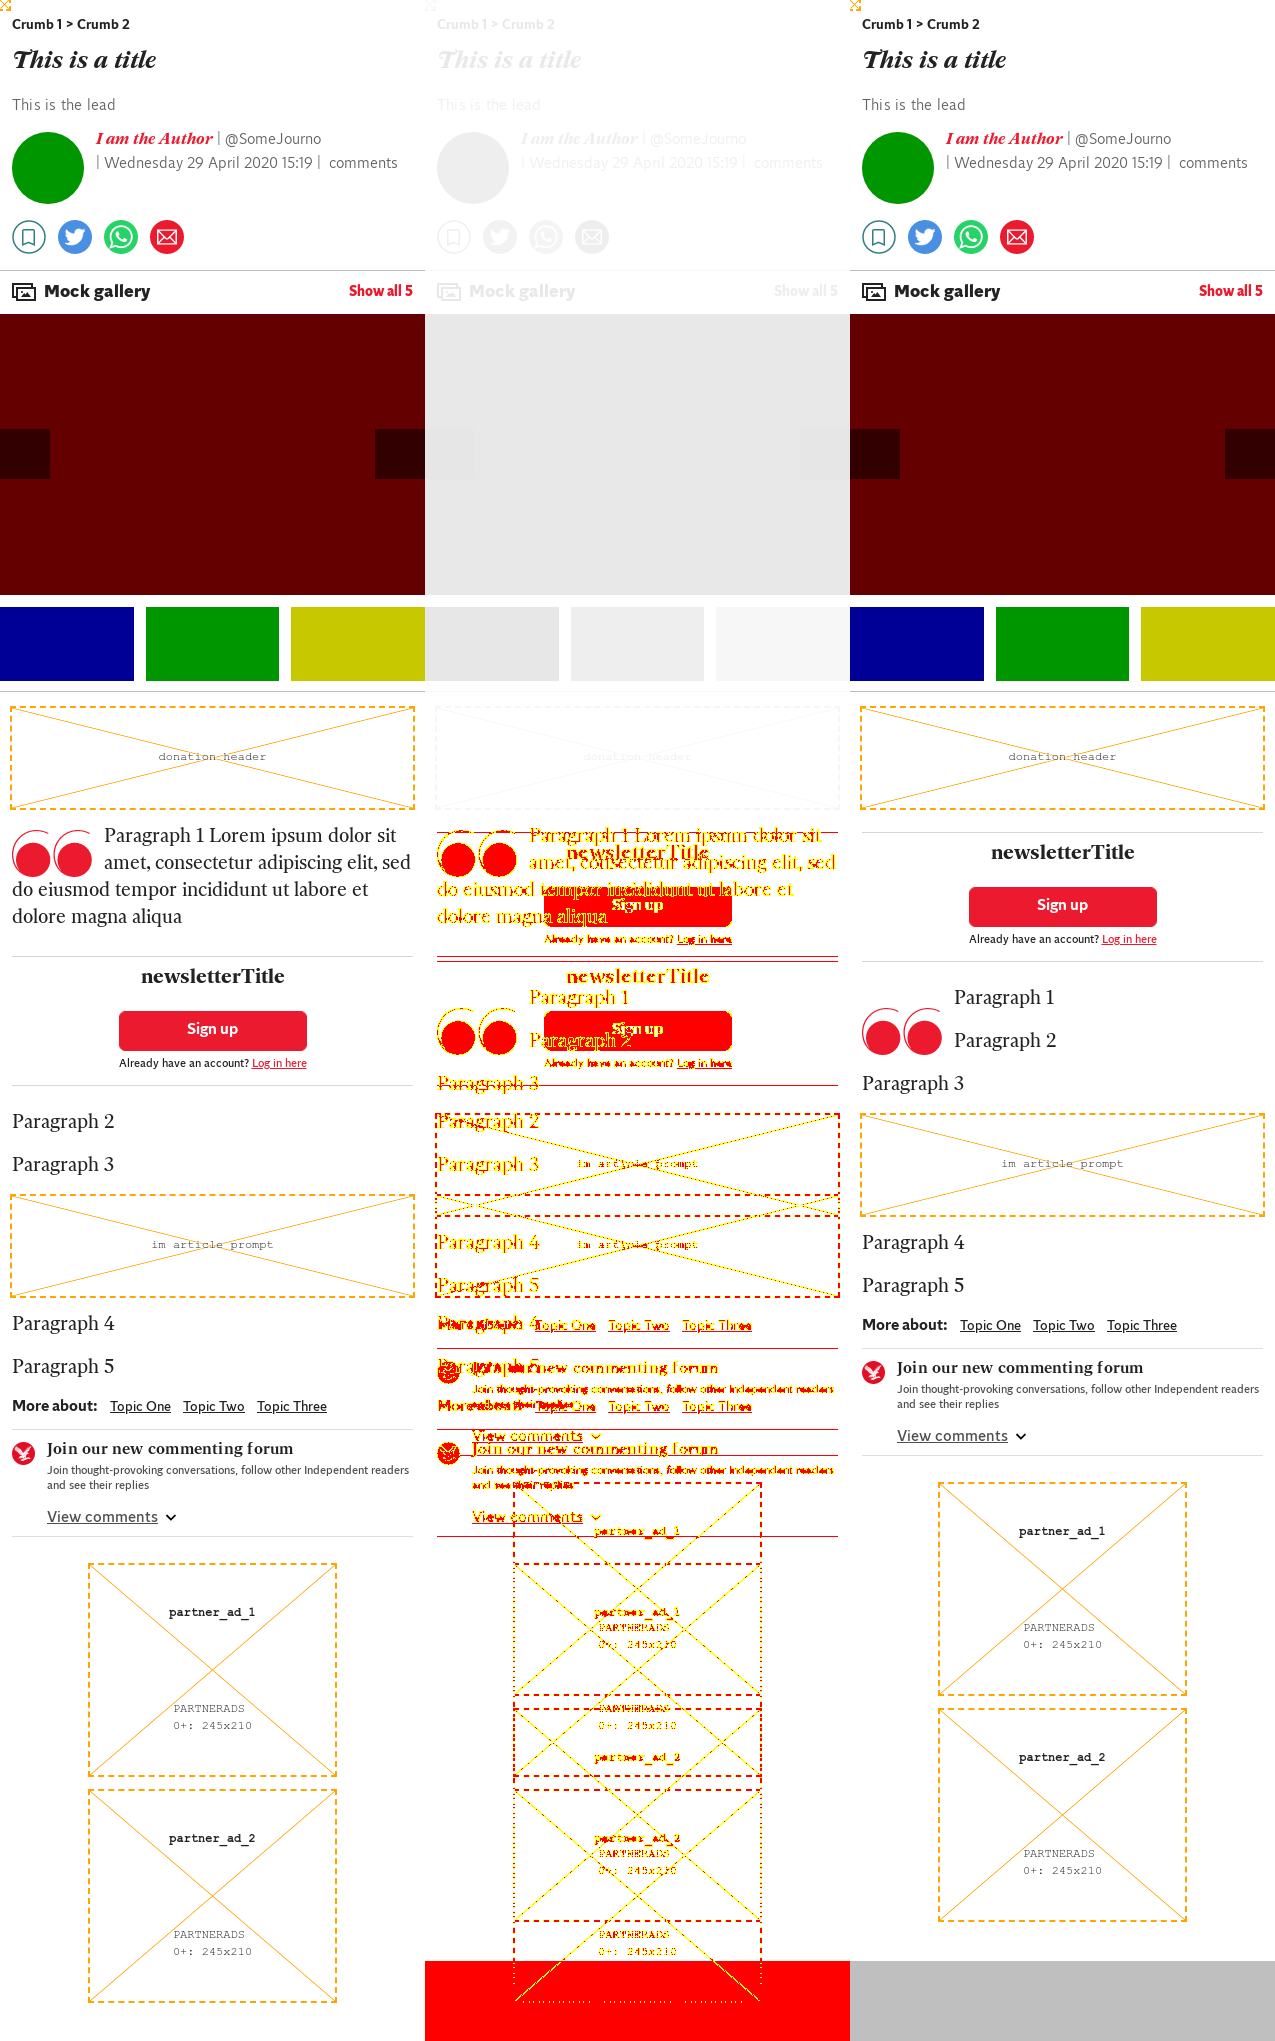 Crumb 1 > Crumb 2
This is a title
This is the lead
I am the Author | @SomeJourno
| Wednesday 29 April 2020 15:19 | comments
Mock gallery
Show all 5
donation header
Paragraph 1 Lorem ipsum dolor sit
amet, consectetur adipiscing elit, sed
do eiusmod tempor incididunt ut labore et
dolore magna aliqua
newsletterTitle
Sign up
Already have an account? Log in here
Paragraph 2
Paragraph 3
im article prompt
Paragraph 4
Paragraph 5
More about: Topic One Topic Two Topic Three
Join our new commenting forum
Join thought-provoking conversations, follow other Independent readers
and see their replies
View comments
partner_ad_1
PARTNERADS
0+: 245x210
partner_ad_2
PARTNERADS
0+: 245x210
Crumb 1 > Crumb 2
This is a title
This is the lead
I am the Author | @SomeJourno
| Wednesday 29 April 2020 15:19 | comments
Mock gallery
Show all 5
donation header
Paragraph 1 Lorem ipsum dolor sit
newsletterTitle
amet, consectetur adipiscing elit, sed
do eiusmod tempor incididunt ut labore et
Sign up
dolore magna aliqua
Already have an account? Log in here
newsletterTitle
Paragraph 1
Sign up
Paragraph 2
Already have an account? Log in here
Paragraph 3
Paragraph 2
Paragraph 3
im article prompt
Paragraph 4
im article prompt
Paragraph 5
Paragraph 4
More about: Topic One Topic Two Topic Three
Paragraph 5
Join our new commenting forum
Join thought-provoking conversations, follow other Independent readers
and see their replies
More about: Topic One Topic Two Topic Three
View comments
Join our new commenting forum
Join thought-provoking conversations, follow other Independent readers
and see their replies
View comments
partner_ad_1
partner_ad_1
PARTNERADS
0+: 245x210
PARTNERADS
0+: 245x210
partner_ad_2
partner_ad_2
PARTNERADS
0+: 245x210
PARTNERADS
0+: 245x210
Crumb 1 > Crumb 2
This is a title
This is the lead
I am the Author | @SomeJourno
| Wednesday 29 April 2020 15:19 | comments
Mock gallery
Show all 5
donation header
newsletterTitle
Sign up
Already have an account? Log in here
Paragraph 1
Paragraph 2
Paragraph 3
im article prompt
Paragraph 4
Paragraph 5
More about: Topic One Topic Two Topic Three
Join our new commenting forum
Join thought-provoking conversations, follow other Independent readers
and see their replies
View comments
partner_ad_1
PARTNERADS
0+: 245x210
partner_ad_2
PARTNERADS
0+: 245x210